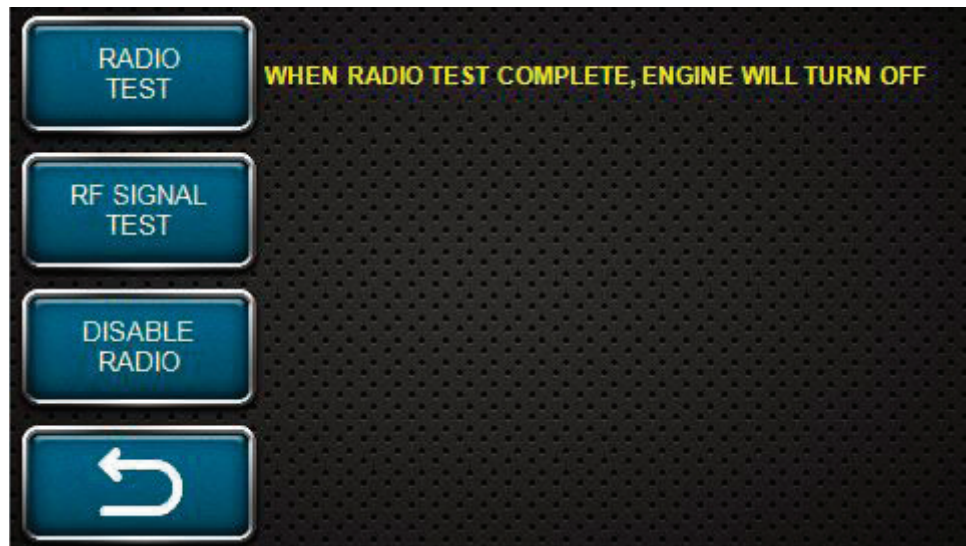 RADIO
TEST
WHEN RADIO TEST COMPLETE, ENGINE WILL TURN OFF
RF SIGNAL
TEST
DISABLE
RADIO